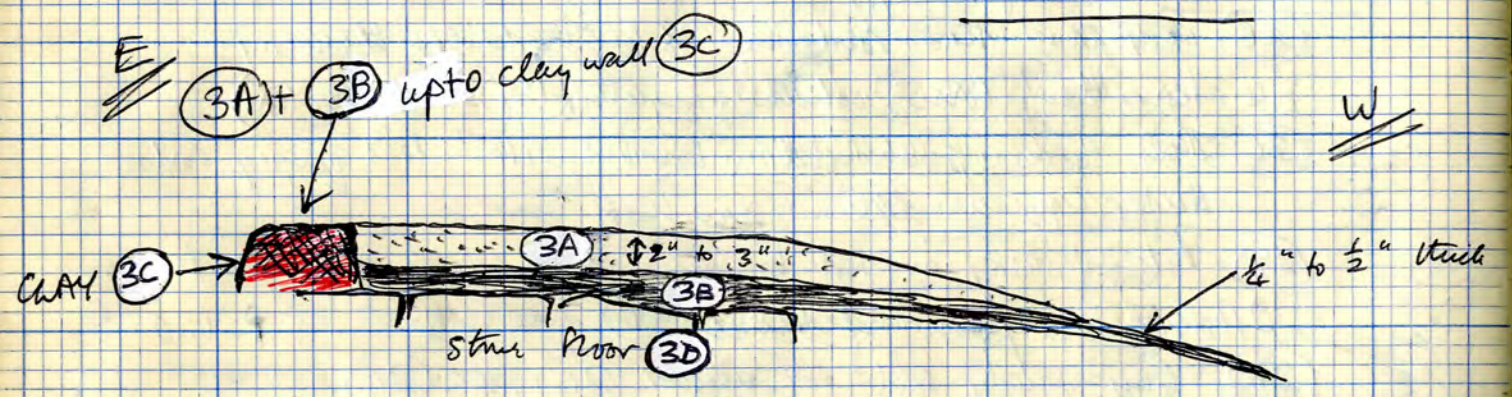 E
3A + 3B upto clay wall 3C
W
3A 2" to 3"
1/4" to 1/2" thick
CLAY 3C
3B
stone floor 3D